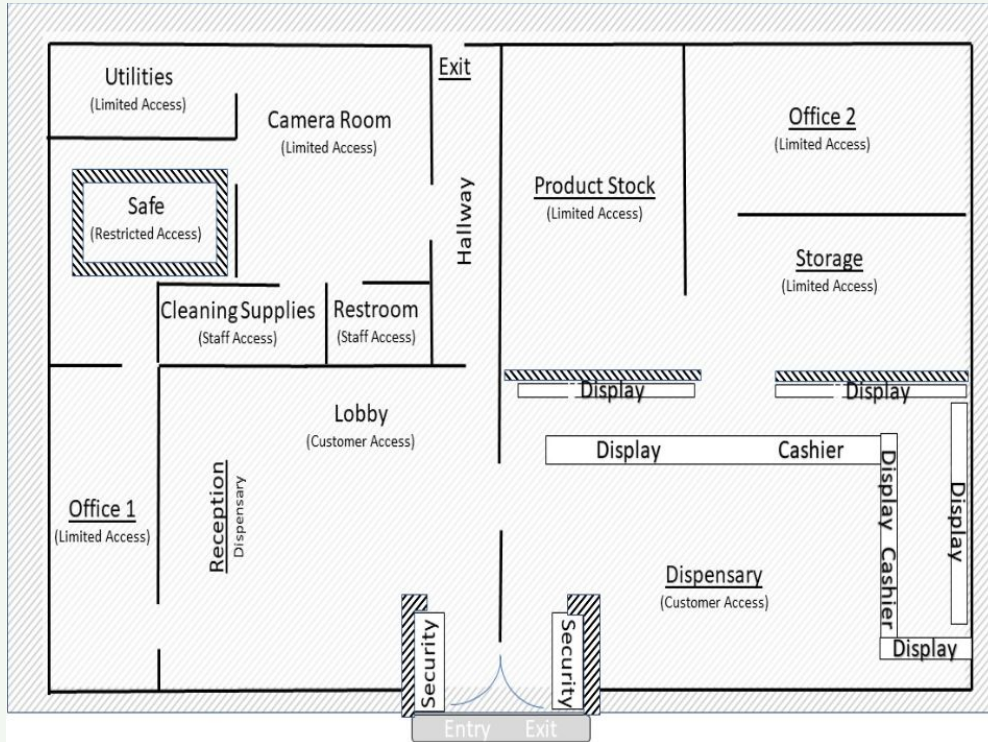 Utilities
(Limited Access)
Exit
Camera Room
(Limited Access)
Office 2
(Limited Access)
Safe
(Restricted Access)
Hallway
Product Stock
(Limited Access)
Storage
(Limited Access)
Cleaning Supplies
(Staff Access)
Restroom
(Staff Access)
Display
Display
Lobby
(Customer Access)
Display
Cashier
Display Cashier
Display
Office 1
(Limited Access)
Reception
Dispensary
Dispensary
(Customer Access)
Security
Security
Display
Entry
Exit